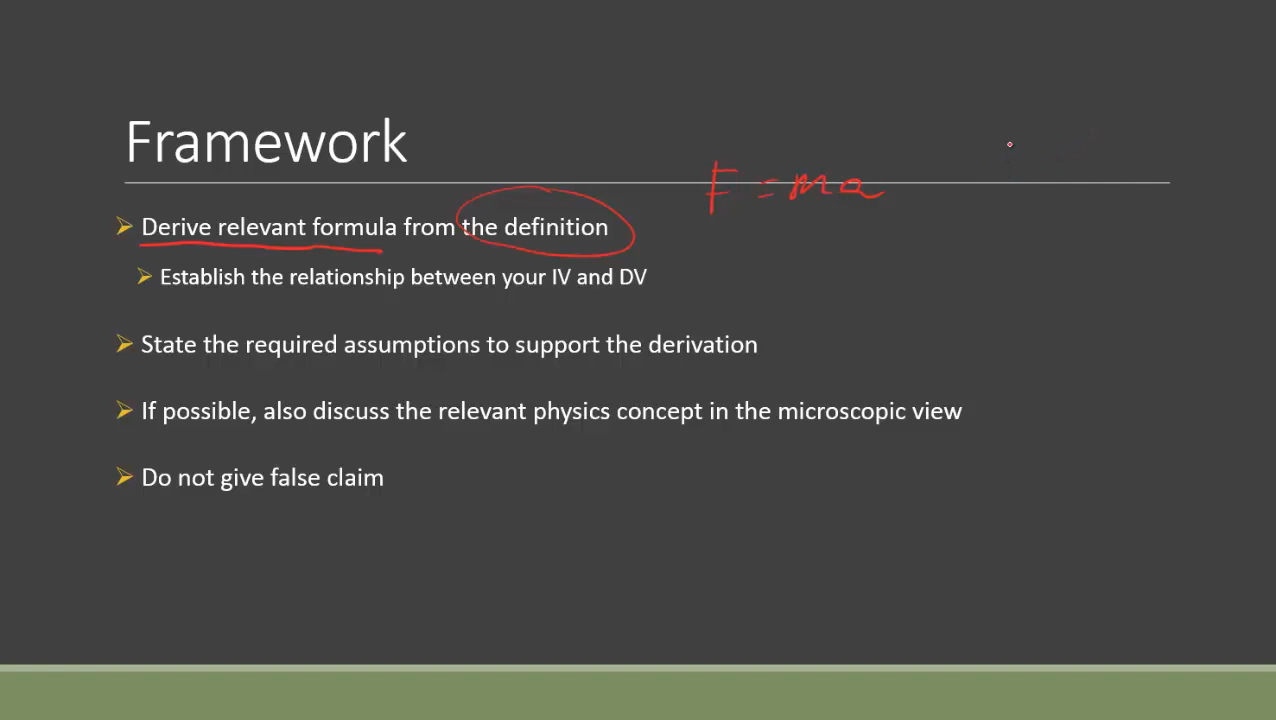 Framework
F = ma
Derive relevant formula from the definition
Establish the relationship between your IV and DV
State the required assumptions to support the derivation
If possible, also discuss the relevant physics concept in the microscopic view
Do not give false claim